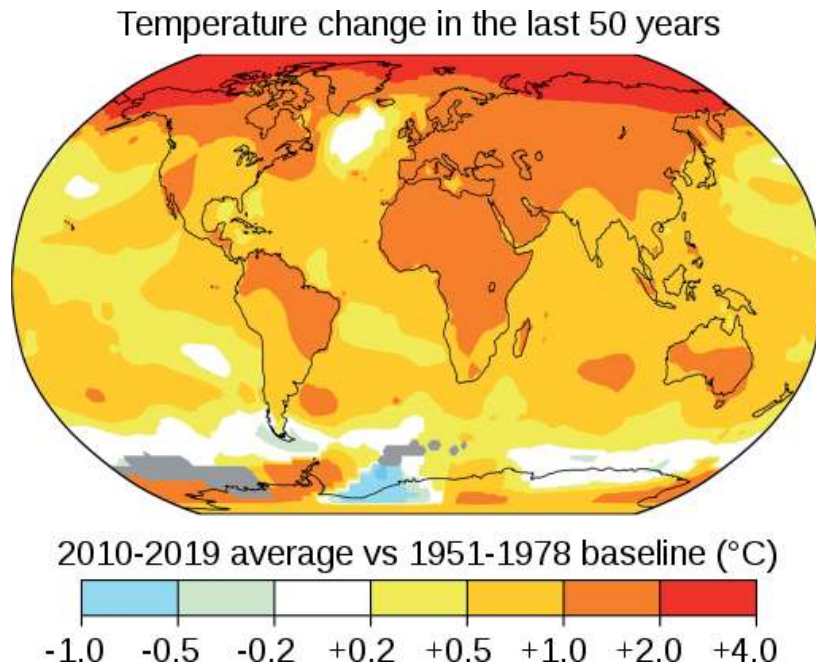 Temperature change in the last 50 years
2010-2019 average vs 1951-1978 baseline (°C)
-1.0 -0.5 -0.2 +0.2 +0.5 +1.0 +2.0 +4.0